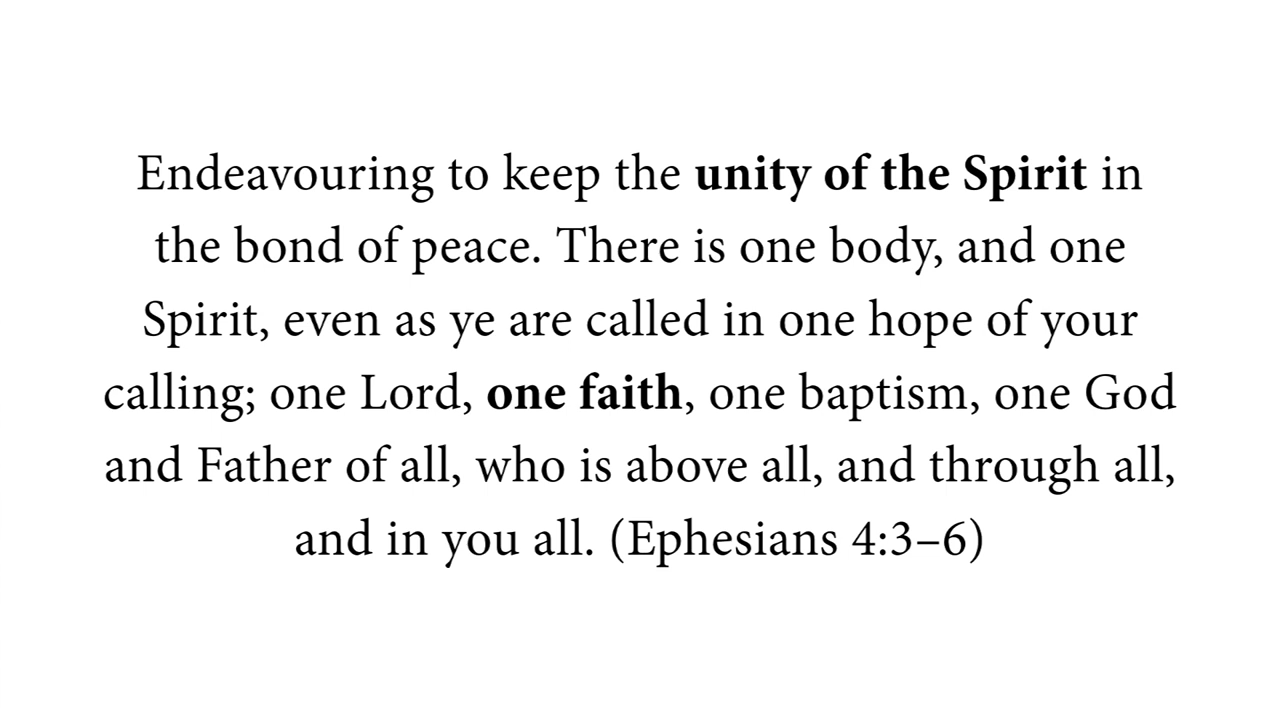 Endeavouring to keep the unity of the Spirit in
the bond of peace. There is one body, and one
Spirit, even as ye are called in one hope of your
calling; one Lord, one faith, one baptism, one God
and Father of all, who is above all, and through all,
and in you all. (Ephesians 4:3–6)